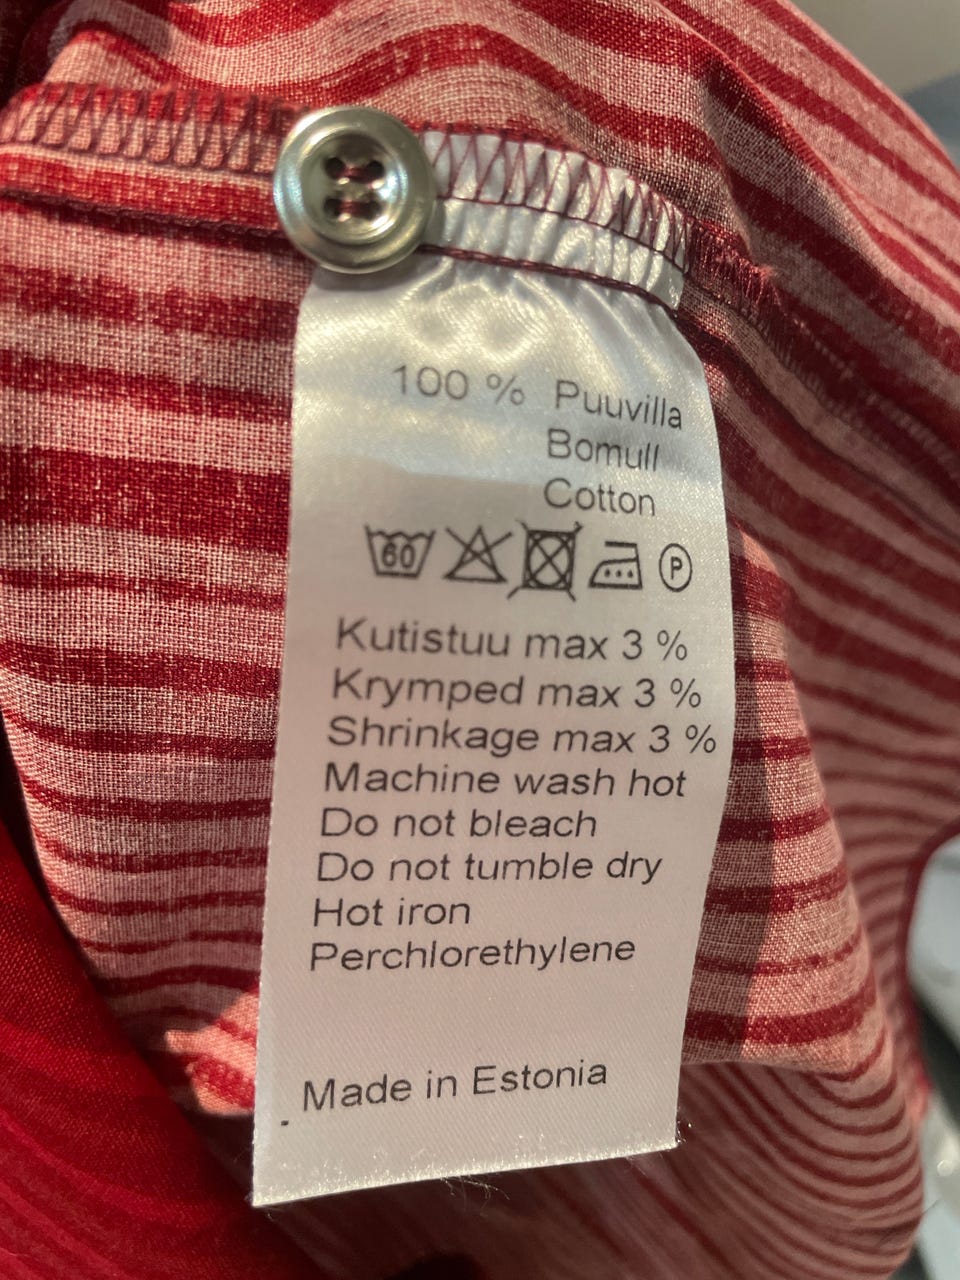 100 % Puuvilla
Bomull
Cotton
60 P
Kutistuu max 3 %
Krymped max 3 %
Shrinkage max 3 %
Machine wash hot
Do not bleach
Do not tumble dry
Hot iron
Perchlorethylene
Made in Estonia